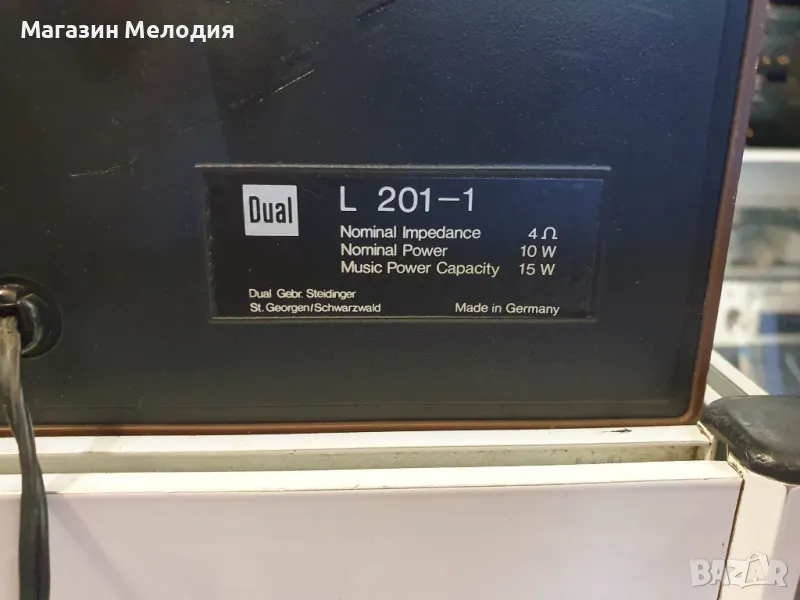 Магазин Мелодия
Dual
L 201-1
Nominal Impedance 4 Ω
Nominal Power 10 W
Music Power Capacity 15 W
Dual Gebr. Steidinger
St. Georgen/Schwarzwald Made in Germany
BAZAR